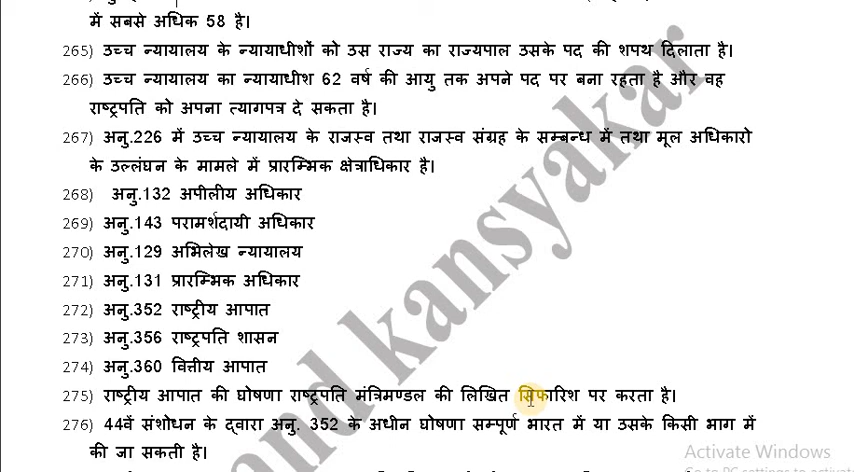 में सबसे अधिक 58 है।
265) उच्च न्यायालय के न्यायाधीशों को उस राज्य का राज्यपाल उसके पद की शपथ दिलाता है।
266) उच्च न्यायालय का न्यायाधीश 62 वर्ष की आयु तक अपने पद पर बना रहता है और वह
राष्ट्रपति को अपना त्यागपत्र दे सकता है।
267) अनु.226 में उच्च न्यायालय के राजस्व तथा राजस्व संग्रह के सम्बन्ध में तथा मूल अधिकारो
के उल्लंघन के मामले में प्रारम्भिक क्षेत्राधिकार है।
268) अनु.132 अपीलीय अधिकार
269) अनु.143 परामर्शदायी अधिकार
270) अनु.129 अभिलेख न्यायालय
271) अनु.131 प्रारम्भिक अधिकार
272) अनु.352 राष्ट्रीय आपात
273) अनु.356 राष्ट्रपति शासन
274) अनु.360 वित्तीय आपात
275) राष्ट्रीय आपात की घोषणा राष्ट्रपति मंत्रिमण्डल की लिखित सिफारिश पर करता है।
276) 44वें संशोधन के द्वारा अनु. 352 के अधीन घोषणा सम्पूर्ण भारत में या उसके किसी भाग में
की जा सकती है।
and kansyakar
Activate Windows